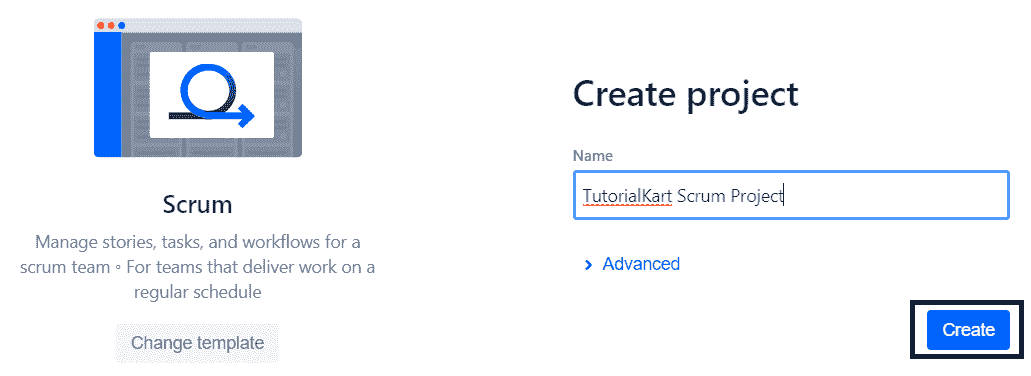 Scrum
Manage stories, tasks, and workflows for a
scrum team • For teams that deliver work on a
regular schedule
Change template
Create project
Name
TutorialKart Scrum Project
Advanced
Create